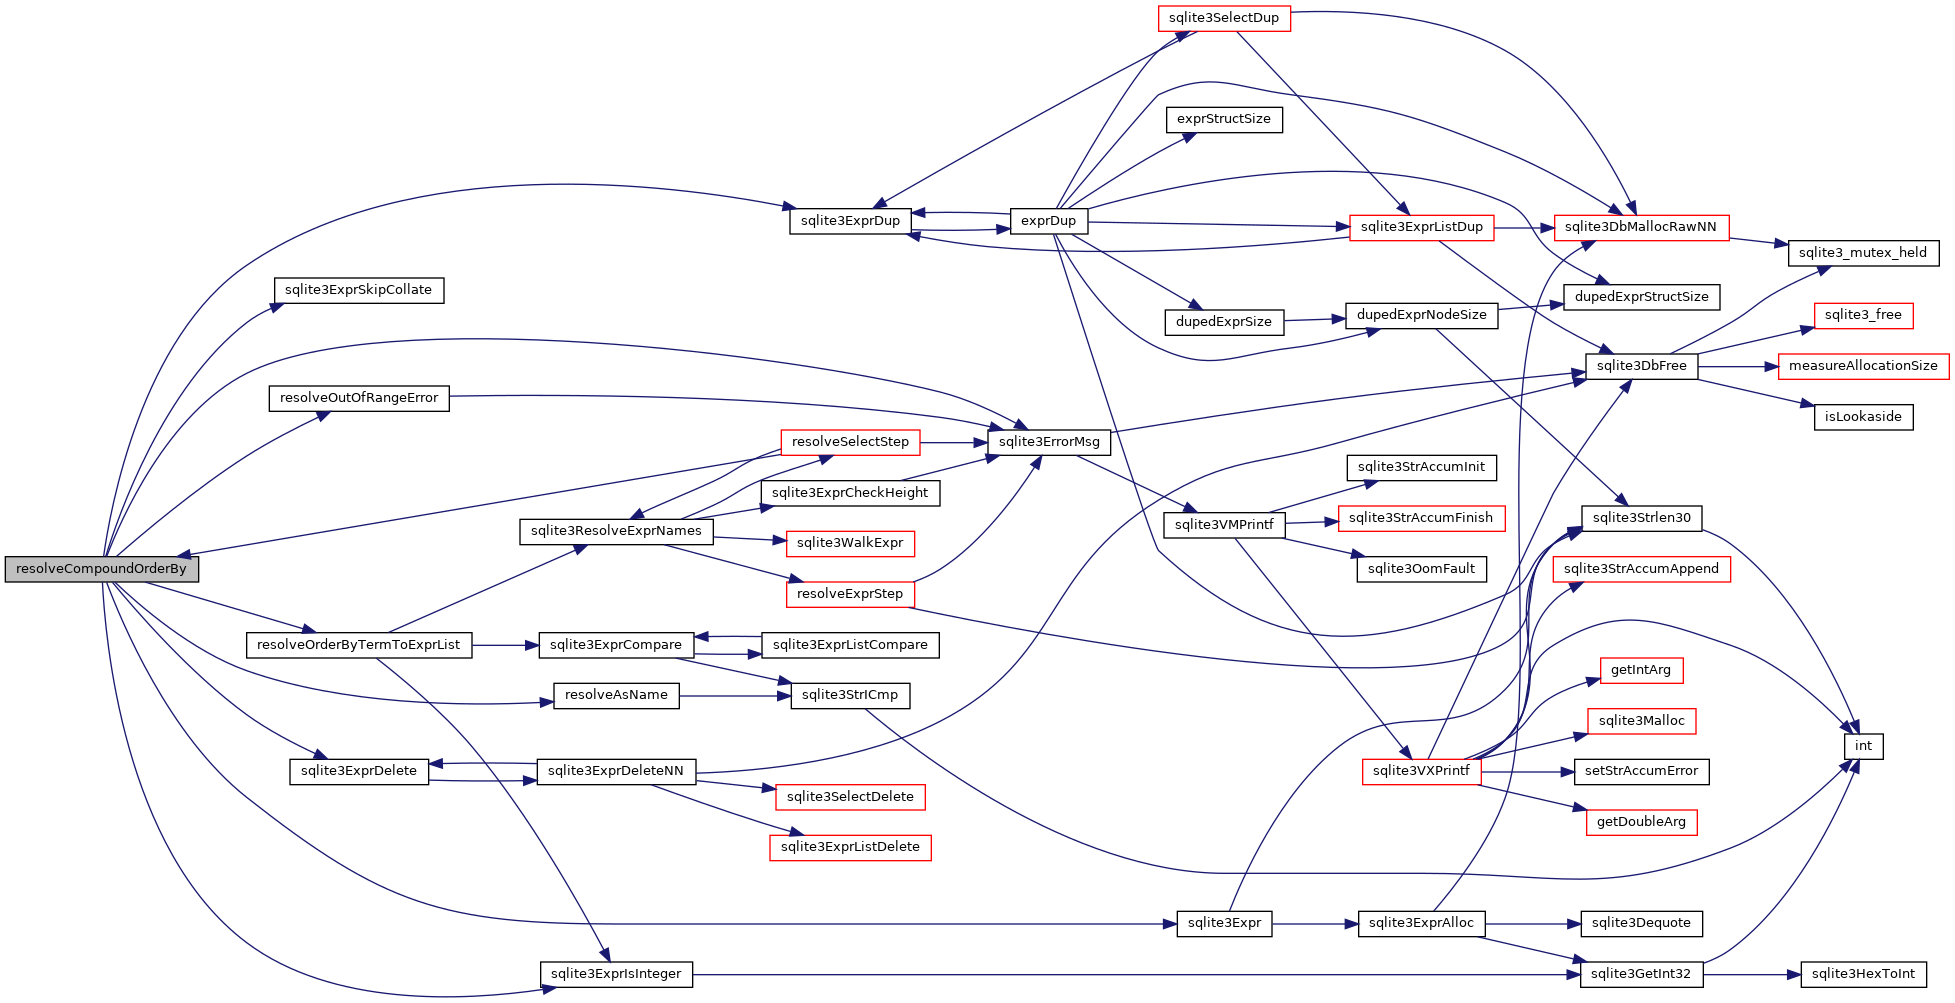 sqlite3SelectDup
exprStructSize
sqlite3ExprDup
exprDup
sqlite3ExprListDup
sqlite3DbMallocRawNN
sqlite3_mutex_held
sqlite3ExprSkipCollate
dupedExprStructSize
dupedExprSize
dupedExprNodeSize
sqlite3_free
sqlite3DbFree
measureAllocationSize
resolveOutOfRangeError
isLookaside
resolveSelectStep
sqlite3ErrorMsg
sqlite3StrAccumInit
sqlite3ExprCheckHeight
sqlite3ResolveExprNames
sqlite3VMPrintf
sqlite3StrAccumFinish
sqlite3Strlen30
sqlite3WalkExpr
resolveCompoundOrderBy
sqlite3OomFault
sqlite3StrAccumAppend
resolveExprStep
resolveOrderByTermToExprList
sqlite3ExprCompare
sqlite3ExprListCompare
getIntArg
resolveAsName
sqlite3StrICmp
sqlite3Malloc
int
sqlite3ExprDelete
sqlite3ExprDeleteNN
sqlite3VXPrintf
setStrAccumError
sqlite3SelectDelete
getDoubleArg
sqlite3ExprListDelete
sqlite3Expr
sqlite3ExprAlloc
sqlite3Dequote
sqlite3ExprIsInteger
sqlite3GetInt32
sqlite3HexToInt